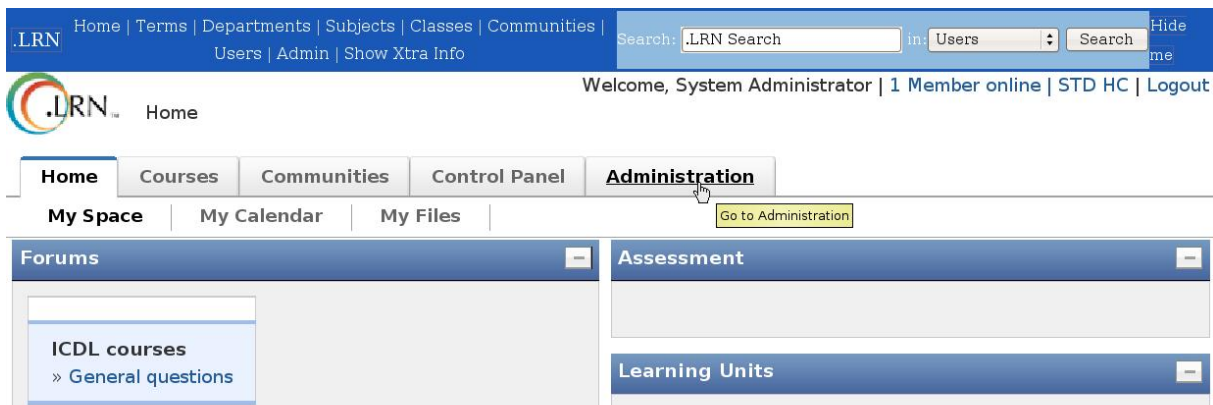 .LRN Home | Terms | Departments | Subjects | Classes | Communities |
Users | Admin | Show Xtra Info
Search: .LRN Search in: Users Search Hide
me
Welcome, System Administrator | 1 Member online | STD HC | Logout
.LRN™ Home
Home Courses Communities Control Panel Administration
My Space My Calendar My Files
Go to Administration
Forums
Assessment
ICDL courses
» General questions
Learning Units